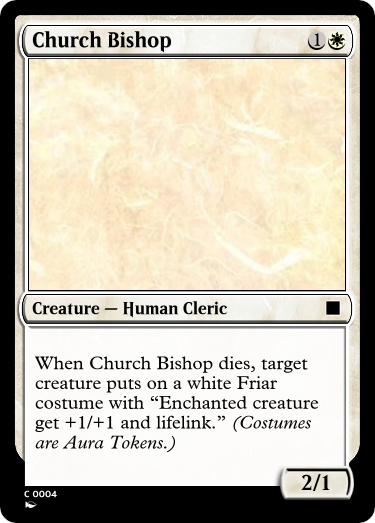 Church Bishop 1
Creature — Human Cleric
When Church Bishop dies, target
creature puts on a white Friar
costume with “Enchanted creature
get +1/+1 and lifelink.” (Costumes
are Aura Tokens.)
2/1
C 0004